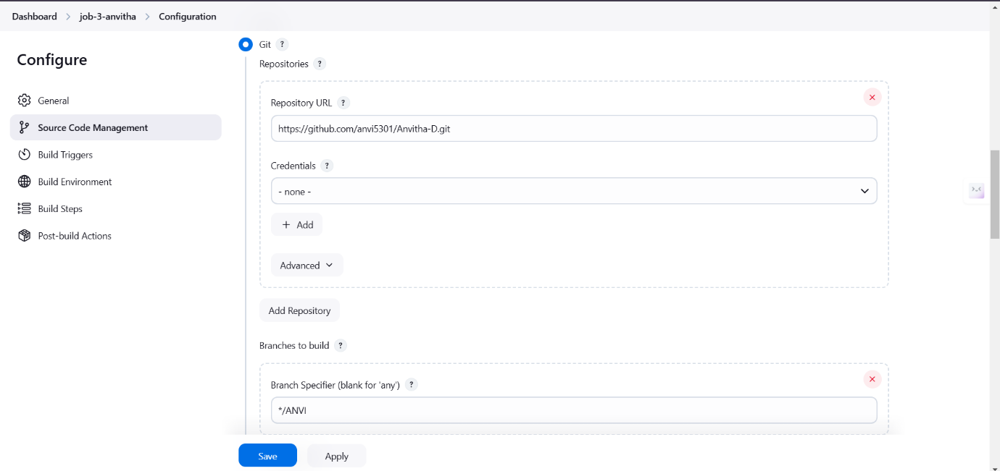 Dashboard > job-3-anvitha > Configuration
Configure
General
Source Code Management
Build Triggers
Build Environment
Build Steps
Post-build Actions
Git ?
Repositories ?
Repository URL ?
https://github.com/anvi5301/Anvitha-D.git
Credentials ?
- none -
+ Add
Advanced
Add Repository
Branches to build ?
Branch Specifier (blank for 'any') ?
*/ANVI
Save Apply